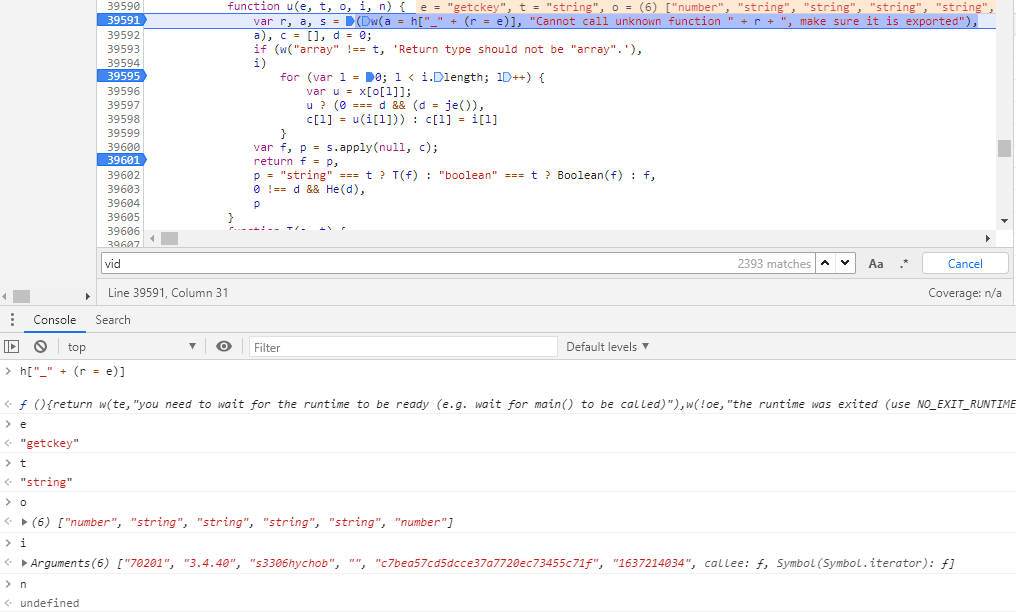 39590 function u(e, t, o, i, n) { e = "getckey", t = "string", o = (6) ["number", "string", "string", "string", "string",
39591 var r, a, s = (w(a = h["_" + (r = e)], "Cannot call unknown function " + r + ", make sure it is exported"),
39592 a), c = [], d = 0;
39593 if (w("array" !== t, 'Return type should not be "array".'),
39594 i)
39595 for (var l = 0; l < i.length; l++) {
39596 var u = x[o[l]];
39597 u ? (0 === d && (d = je()),
39598 c[l] = u(i[l])) : c[l] = i[l]
39599 }
39600 var f, p = s.apply(null, c);
39601 return f = p,
39602 p = "string" === t ? T(f) : "boolean" === t ? Boolean(f) : f,
39603 0 !== d && He(d),
39604 p
39605 }
39606
39607
vid 2393 matches Aa .* Cancel
Line 39591, Column 31 Coverage: n/a
Console Search
top Filter Default levels
> h["_" + (r = e)]
ƒ (){return w(te,"you need to wait for the runtime to be ready (e.g. wait for main() to be called)"),w(!oe,"the runtime was exited (use NO_EXIT_RUNTIME
> e
"getckey"
> t
"string"
> o
(6) ["number", "string", "string", "string", "string", "number"]
> i
Arguments(6) ["70201", "3.4.40", "s3306hychob", "", "c7bea57cd5dcce37a7720ec73455c71f", "1637214034", callee: ƒ, Symbol(Symbol.iterator): ƒ]
> n
undefined